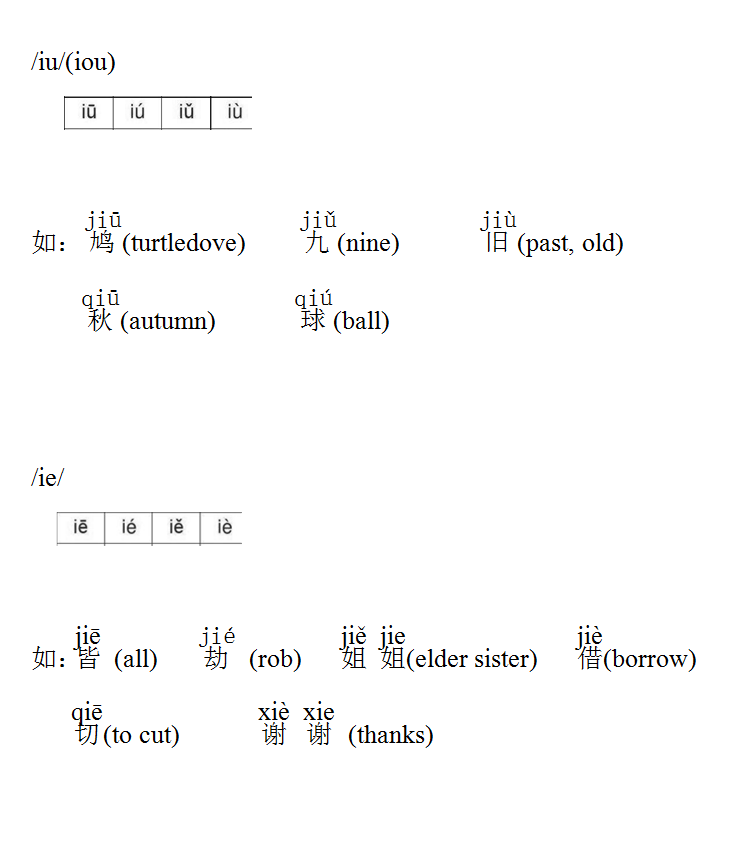 /iu/(iou)
iū iú iǔ iù
jiū jiǔ jiù
如： 鸠 (turtledove) 九 (nine) 旧 (past, old)
qiū qiú
秋 (autumn) 球 (ball)
/ie/
iē ié iě iè
jiē jié jiě jie jiè
如：皆 (all) 劫 (rob) 姐 姐(elder sister) 借(borrow)
qiē xiè xie
切(to cut) 谢 谢 (thanks)